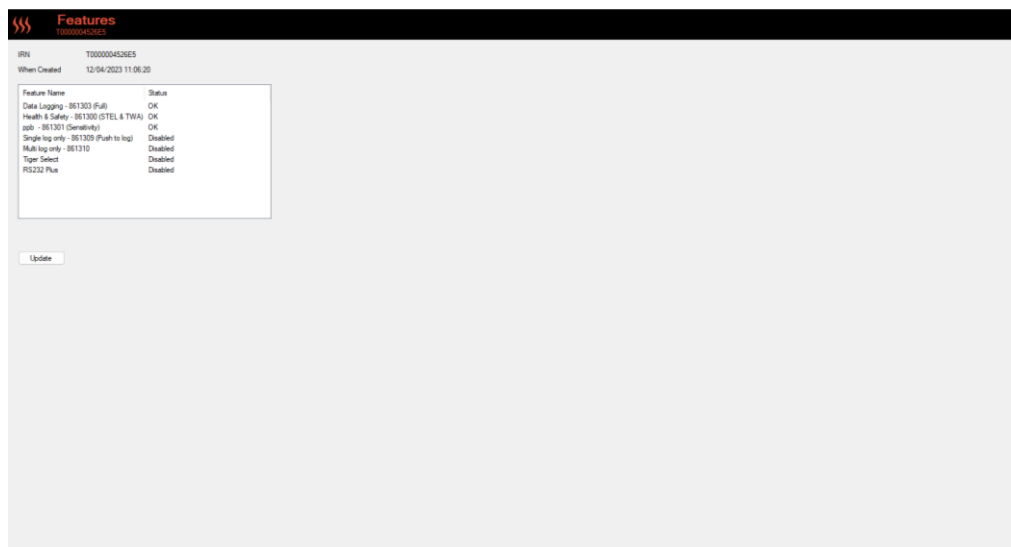 Features
T0000004526E5
IRN T0000004526E5
When Created 12/04/2023 11:06:20
Feature Name Status
Data Logging - 861303 (Full) OK
Health & Safety - 861300 (STEL & TWA) OK
ppb - 861301 (Sensitivity) OK
Single log only - 861309 (Push to log) Disabled
Multi log only - 861310 Disabled
Tiger Select Disabled
RS232 Plus Disabled
Update